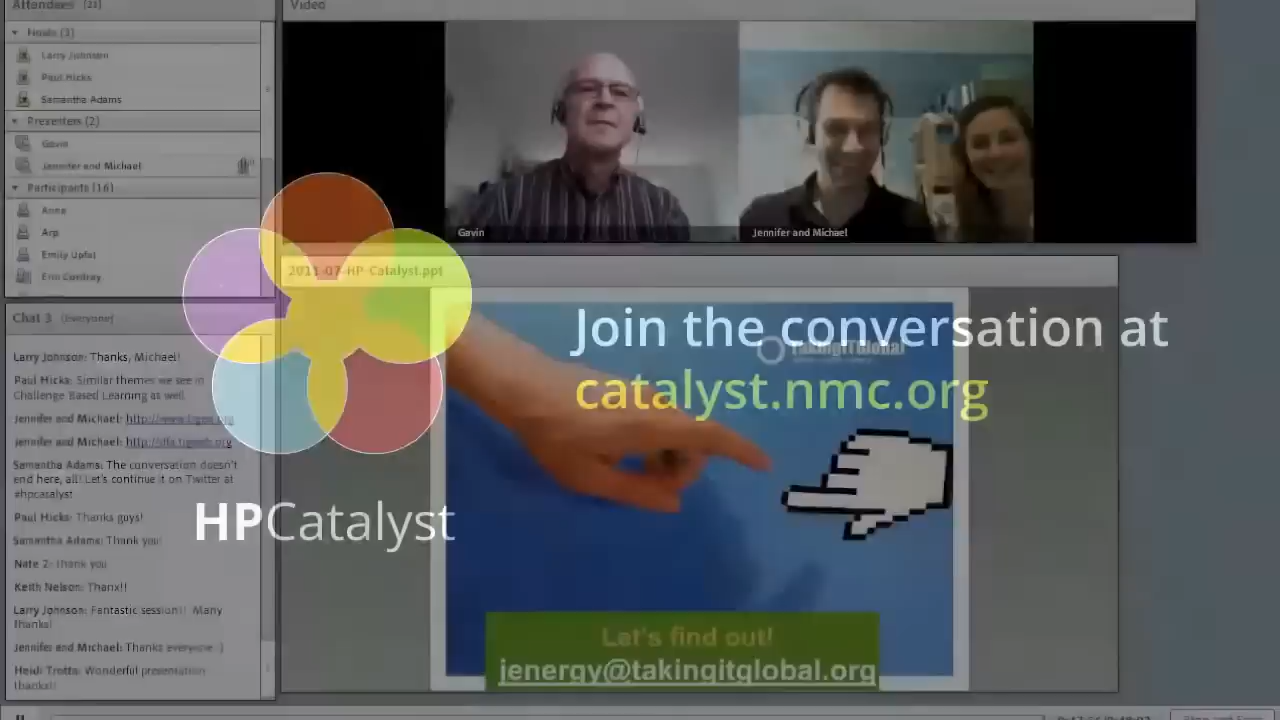 Attendees (21)
Hosts (3)
Larry Johnson
Paul Hicks
Samantha Adams
Presenters (2)
Gavin
Jennifer and Michael
Participants (16)
Anne
Arp
Emily Upfal
Erin Cordray
Chat 3 (Everyone)
Larry Johnson: Thanks, Michael!
Paul Hicks: Similar themes we see in
Challenge Based Learning as well.
Jennifer and Michael:
Jennifer and Michael:
Samantha Adams: The conversation doesn't
end here, all! Let's continue it on Twitter at
#hpcatalyst
Paul Hicks: Thanks guys!
Samantha Adams: Thank you!
Nate 2: Thank you
Keith Nelson: Thanx!!
Larry Johnson: Fantastic session!! Many
thanks!
Jennifer and Michael: Thanks everyone :)
Heidi Trotta: Wonderful presentation
thanks!!
Video
Gavin
Jennifer and Michael
2011-07-HP-Catalyst.ppt
TakingITGlobal
Join the conversation at
catalyst.nmc.org
HPCatalyst
Let's find out!
jenergy@takingitglobal.org